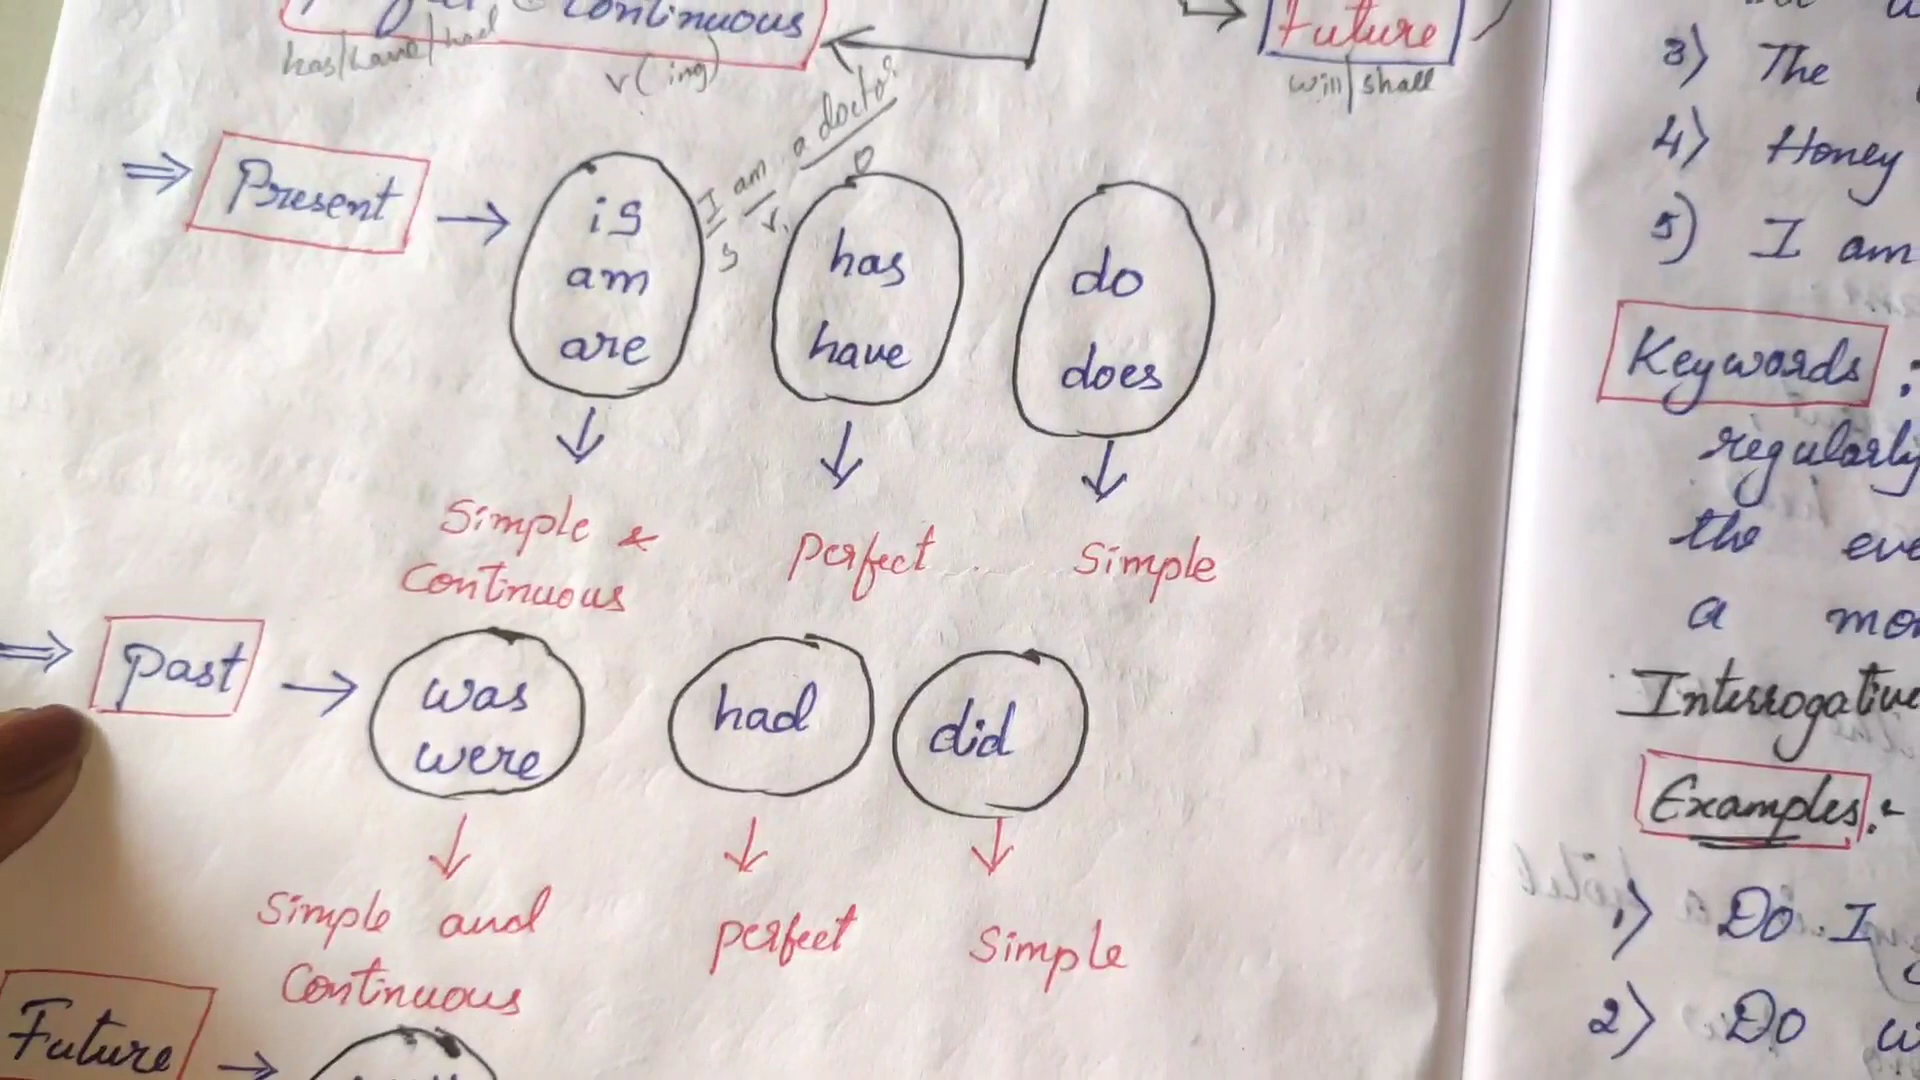 Continuous
has/have/had
v(ing)
Future
will/shall
I am a doctor
S V O
⇒ Present →
is
am
are
has
have
do
does
Simple &
Continuous
perfect
Simple
⇒ Past →
was
were
had
did
Simple and
Continuous
perfect
Simple
Future →
3) The
4) Honey
5) I am
Keywords :
regularly
the
a
Interrogative
Examples:-
1) Do I
2) Do